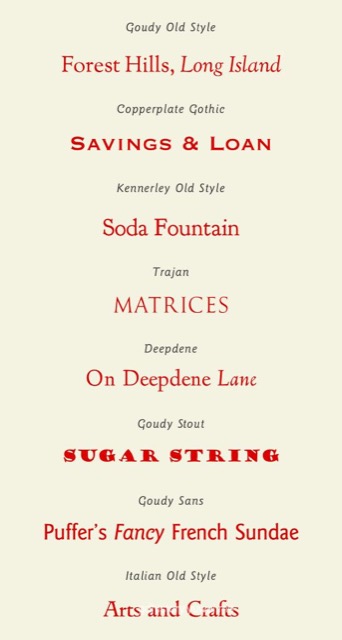 Goudy Old Style
Forest Hills, Long Island
Copperplate Gothic
Savings & Loan
Kennerley Old Style
Soda Fountain
Trajan
MATRICES
Deepdene
On Deepdene Lane
Goudy Stout
SUGAR STRING
Goudy Sans
Puffer's Fancy French Sundae
Italian Old Style
Arts and Crafts